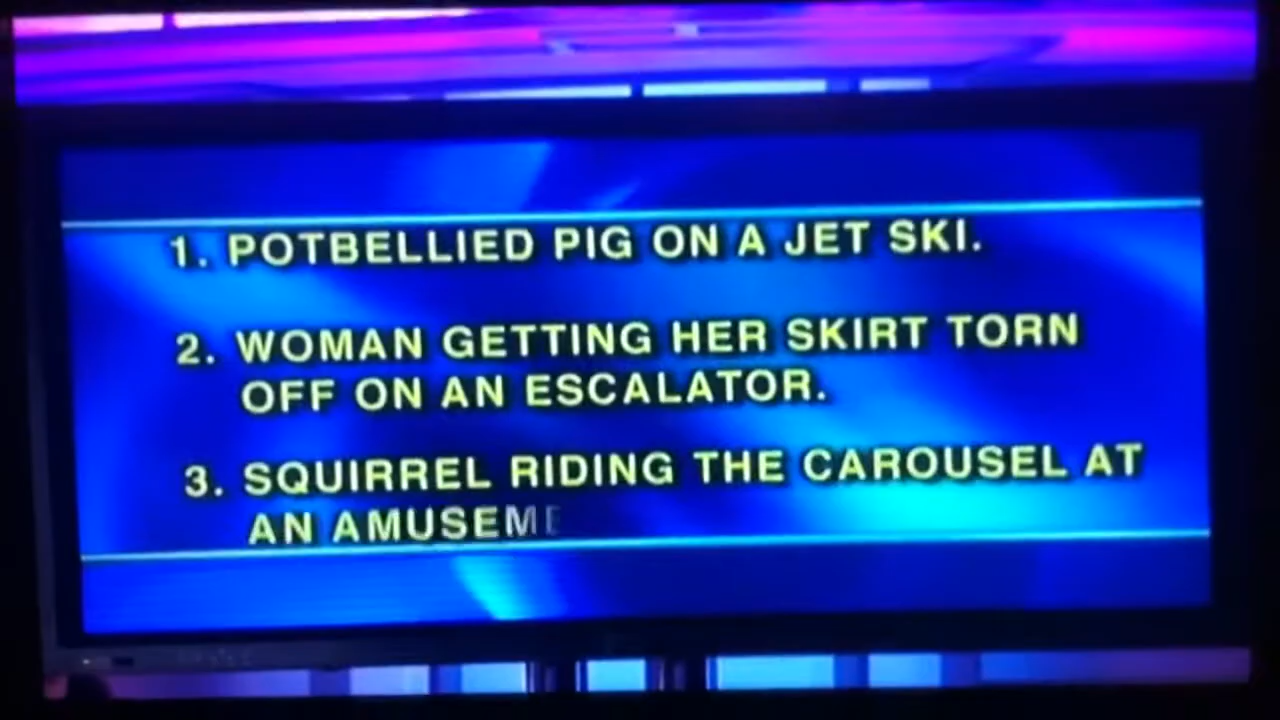 1. POTBELLIED PIG ON A JET SKI.
2. WOMAN GETTING HER SKIRT TORN
OFF ON AN ESCALATOR.
3. SQUIRREL RIDING THE CAROUSEL AT
AN AMUSEME